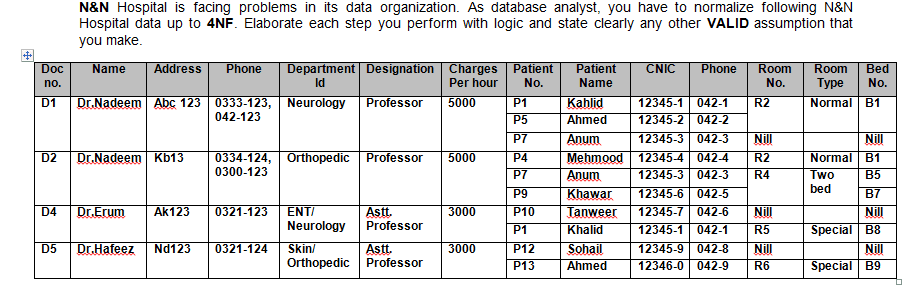 N&N Hospital is facing problems in its data organization. As database analyst, you have to normalize following N&N
Hospital data up to 4NF. Elaborate each step you perform with logic and state clearly any other VALID assumption that
you make.
Doc Name Address Phone Department Designation Charges Patient Patient CNIC Phone Room Room Bed
no. Id Per hour No. Name No. Type No.
D1 Dr.Nadeem Abc 123 0333-123, Neurology Professor 5000 P1 Kahlid 12345-1 042-1 R2 Normal B1
042-123 P5 Ahmed 12345-2 042-2
P7 Anum 12345-3 042-3 Nill Nill
D2 Dr.Nadeem Kb13 0334-124, Orthopedic Professor 5000 P4 Mehmood 12345-4 042-4 R2 Normal B1
0300-123 P7 Anum 12345-3 042-3 R4 Two B5
bed
P9 Khawar 12345-6 042-5 B7
D4 Dr.Erum Ak123 0321-123 ENT/ Astt. 3000 P10 Tanweer 12345-7 042-6 Nill Nill
Neurology Professor P1 Khalid 12345-1 042-1 R5 Special B8
D5 Dr.Hafeez Nd123 0321-124 Skin/ Astt. 3000 P12 Sohail 12345-9 042-8 Nill Nill
Orthopedic Professor P13 Ahmed 12346-0 042-9 R6 Special B9